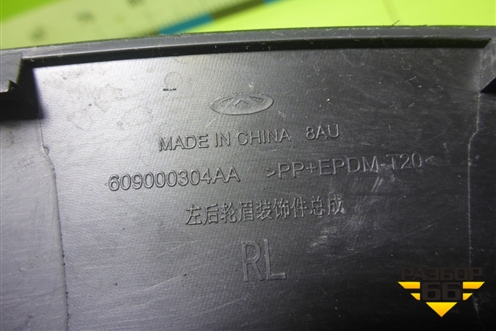 MADE IN CHINA 8AU
609000304AA >PP+EPDM-T20<
左后轮眉装饰件总成
RL
РАЗБОР
66